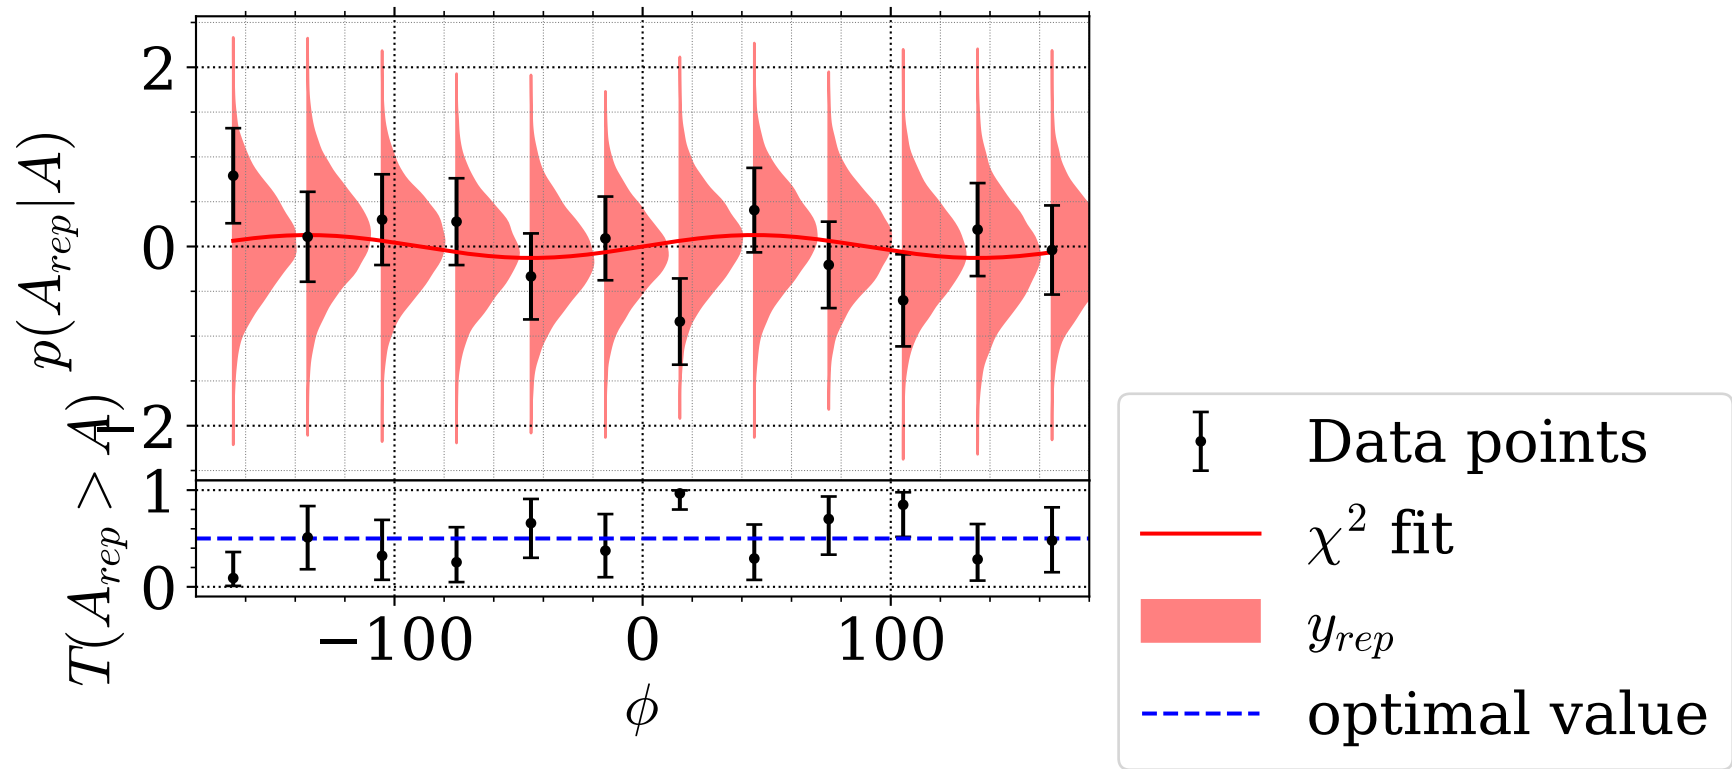 p(A_rep|A)
2
0
−2
T(A_rep > A)
1
0
−100 0 100
ϕ
Data points
χ² fit
y_rep
optimal value